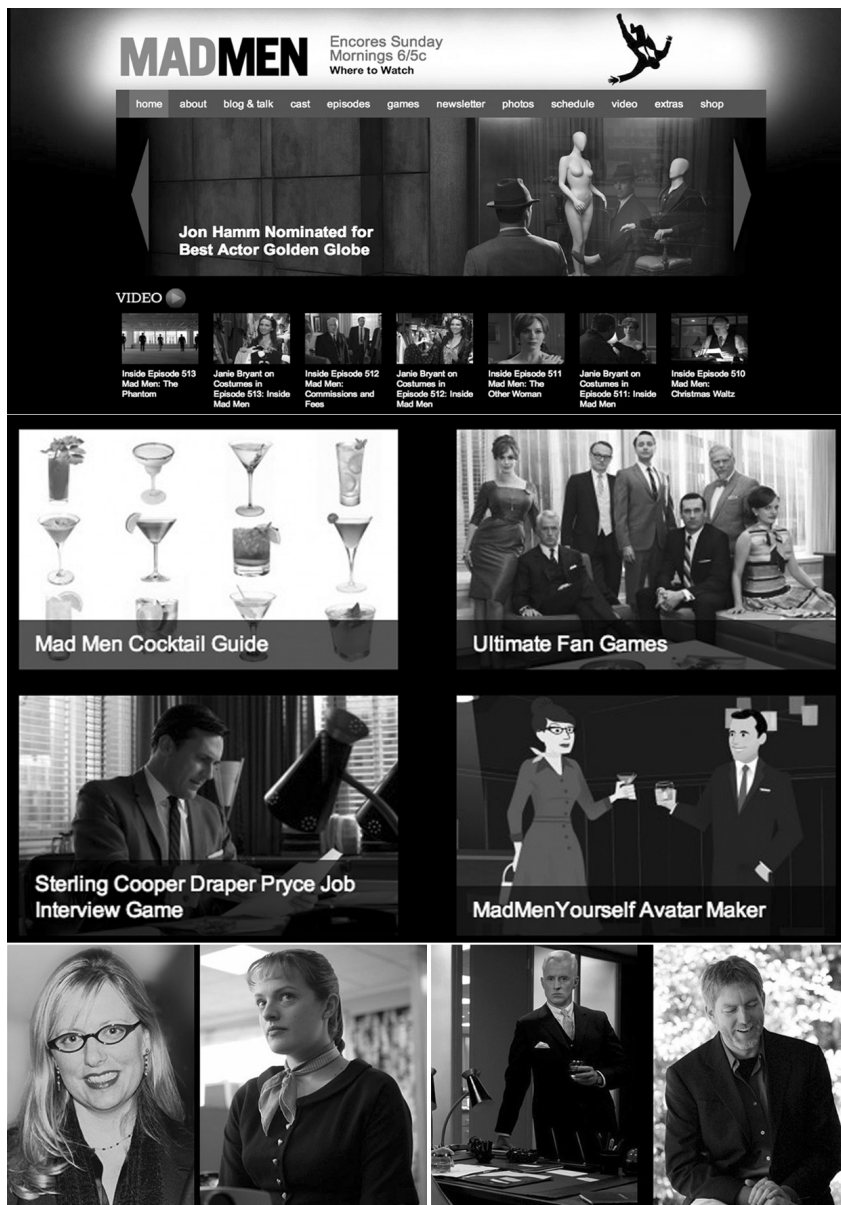 MADMEN
Encores Sunday
Mornings 6/5c
Where to Watch
home about blog & talk cast episodes games newsletter photos schedule video extras shop
Jon Hamm Nominated for
Best Actor Golden Globe
VIDEO
Inside Episode 513
Mad Men: The
Phantom
Janie Bryant on
Costumes in
Episode 513: Inside
Mad Men
Inside Episode 512
Mad Men:
Commissions and
Fees
Janie Bryant on
Costumes in
Episode 512: Inside
Mad Men
Inside Episode 511
Mad Men: The
Other Woman
Janie Bryant on
Costumes in
Episode 511: Inside
Mad Men
Inside Episode 510
Mad Men:
Christmas Waltz
Mad Men Cocktail Guide
Ultimate Fan Games
Sterling Cooper Draper Pryce Job
Interview Game
MadMenYourself Avatar Maker